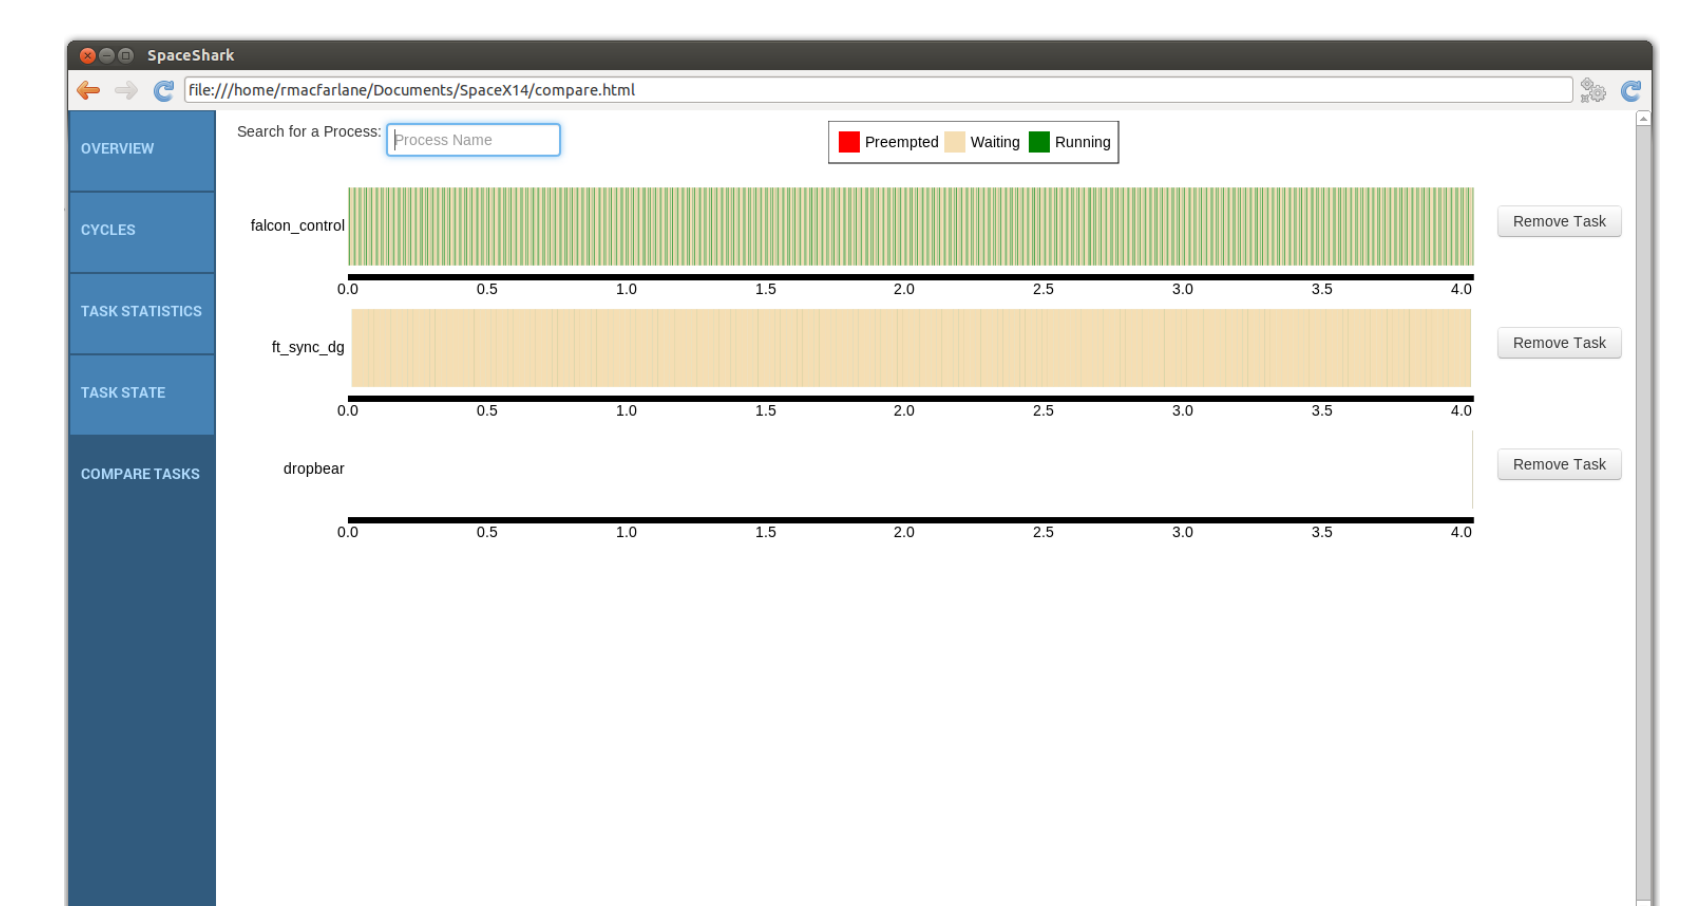 SpaceShark
file:///home/rmacfarlane/Documents/SpaceX14/compare.html
OVERVIEW
CYCLES
TASK STATISTICS
TASK STATE
COMPARE TASKS
Search for a Process: Process Name
Preempted Waiting Running
falcon_control
Remove Task
0.0 0.5 1.0 1.5 2.0 2.5 3.0 3.5 4.0
ft_sync_dg
Remove Task
0.0 0.5 1.0 1.5 2.0 2.5 3.0 3.5 4.0
dropbear
Remove Task
0.0 0.5 1.0 1.5 2.0 2.5 3.0 3.5 4.0